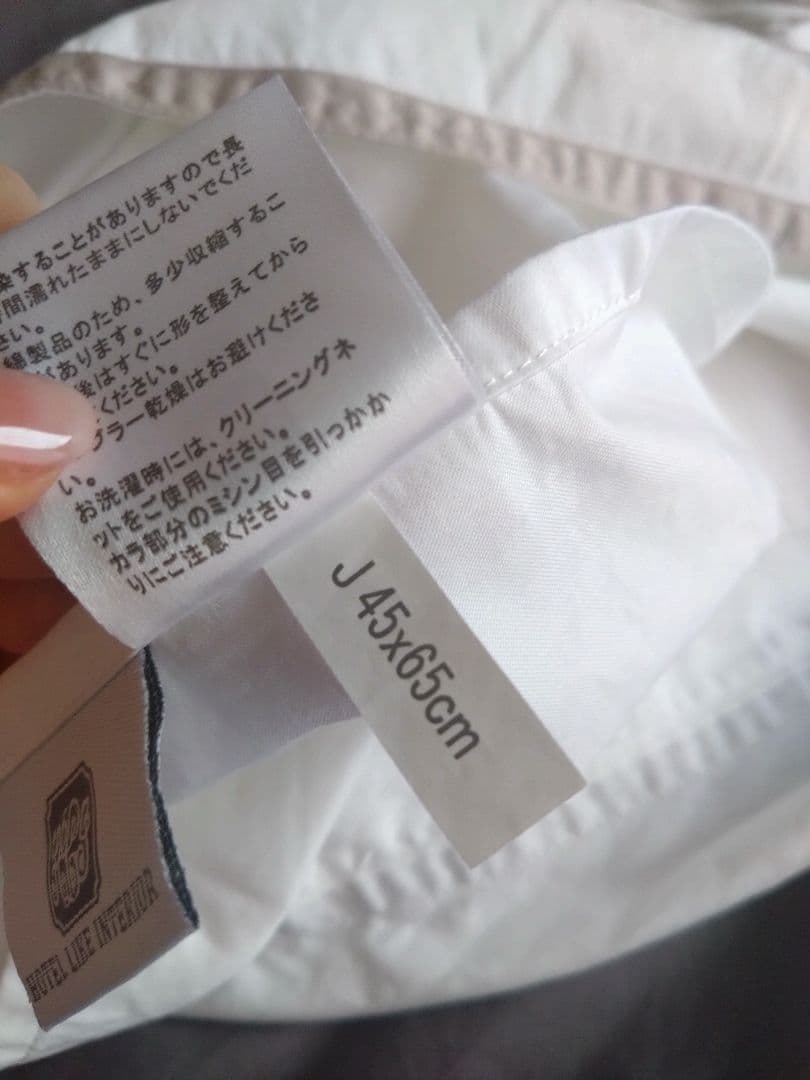 染することがありますので長
時間濡れたままにしないでくだ
さい。
綿製品のため、多少収縮するこ
があります。
後はすぐに形を整えてから
ください。
ブラー乾燥はお避けくださ
い。
お洗濯時には、クリーニングネ
ットをご使用ください。
カラ部分のミシン目を引っかか
りにご注意ください。
J 45x65cm
HOTEL LIKE INTERIOR